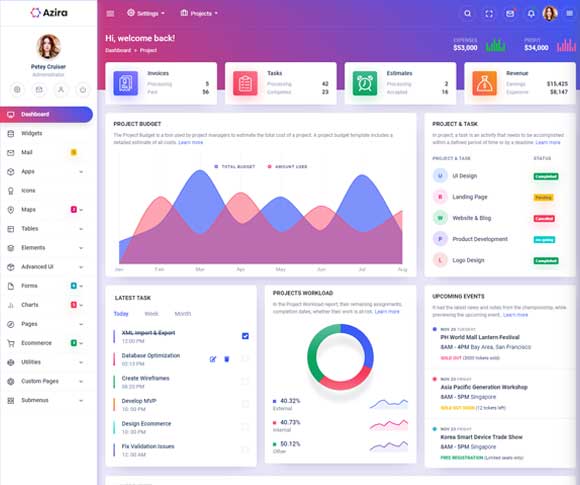 Azira
Settings
Projects
Petey Cruiser
Administrator
Hi, welcome back!
Dashboard
Project
EXPENSES
$53,000
PROFIT
$34,000
Dashboard
Widgets
Mail
Apps
Icons
Maps
Tables
Elements
Advanced UI
Forms
Charts
Pages
Ecommerce
Utilities
Custom Pages
Submenus
Invoices
Processing 5
Paid 56
Tasks
Processing 42
Completed 23
Estimates
Processing 2
Accepted 16
Revenue
Earnings $15,425
Expensive $8,147
PROJECT BUDGET
The Project Budget is a tool used by project managers to estimate the total cost of a project. A project budget template includes a
detailed estimate of all costs. Learn more
TOTAL BUDGET
AMOUNT USED
Jan Feb Mar Apr May Jun Jul Aug
PROJECT & TASK
In project, a task is an activity that needs to be accomplished
within a defined period of time or by a deadline. Learn more
PROJECT & TASK STATUS
U UI Design Completed
R Landing Page Pending
W Website & Blog Canceled
P Product Development on-going
L Logo Design Completed
LATEST TASK
Today Week Month
XML Import & Export
12:00 PM
Database Optimization
02:13 PM
Create Wireframes
06:20 PM
Develop MVP
10: 00 PM
Design Ecommerce
10: 00 PM
Fix Validation Issues
12: 00 AM
PROJECTS WORKLOAD
In the Project Workload report, their remaining assignments,
completion dates, whether their work is at risk. Learn more
40.32%
External
40.73%
Internal
50.12%
Other
UPCOMING EVENTS
It had the latest news and notes from the championship, while
previewing the upcoming event. Learn more
NOV 20 TUESDAY
PH World Mall Lantern Festival
8AM - 4PM Bay Area, San Francisco
SOLD OUT (3000 tickets sold)
NOV 23 FRIDAY
Asia Pacific Generation Workshop
8AM - 5PM Singapore
SALE OUT SOON (12 tickets left)
NOV 23 FRIDAY
Korea Smart Device Trade Show
8AM - 5PM Singapore
FREE REGISTRATION (Limited seats only)